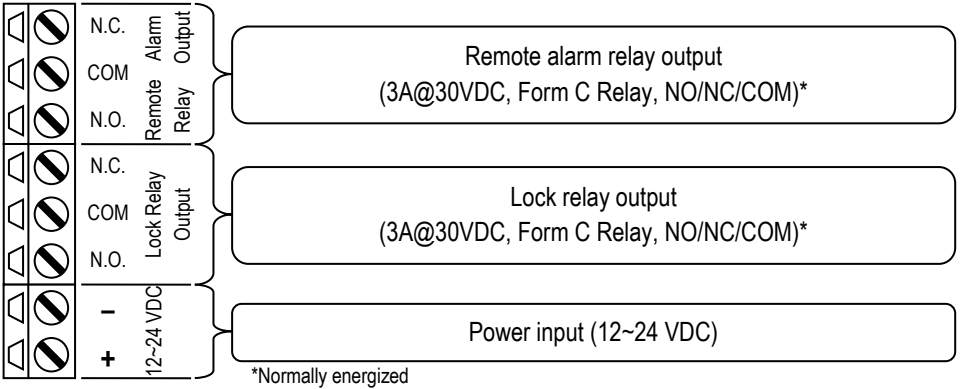 N.C.
COM
N.O.
Remote Alarm
Relay Output
Remote alarm relay output
(3A@30VDC, Form C Relay, NO/NC/COM)*
N.C.
COM
N.O.
Lock Relay
Output
Lock relay output
(3A@30VDC, Form C Relay, NO/NC/COM)*
–
+
12~24 VDC
Power input (12~24 VDC)
*Normally energized